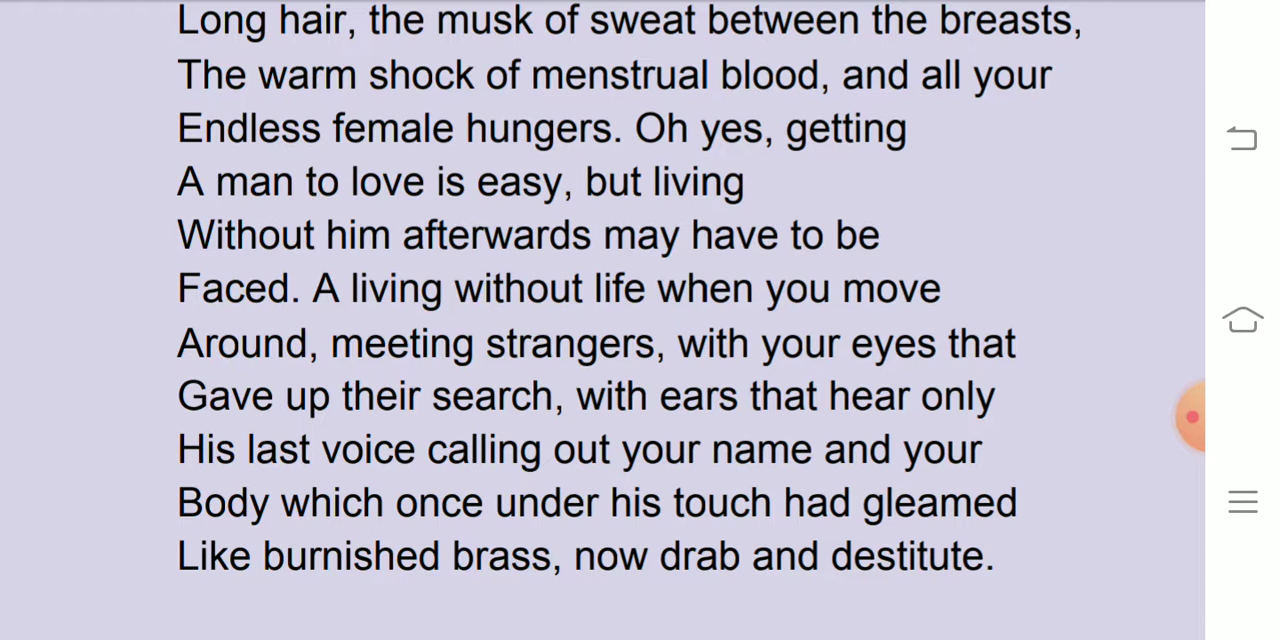 Long hair, the musk of sweat between the breasts,
The warm shock of menstrual blood, and all your
Endless female hungers. Oh yes, getting
A man to love is easy, but living
Without him afterwards may have to be
Faced. A living without life when you move
Around, meeting strangers, with your eyes that
Gave up their search, with ears that hear only
His last voice calling out your name and your
Body which once under his touch had gleamed
Like burnished brass, now drab and destitute.